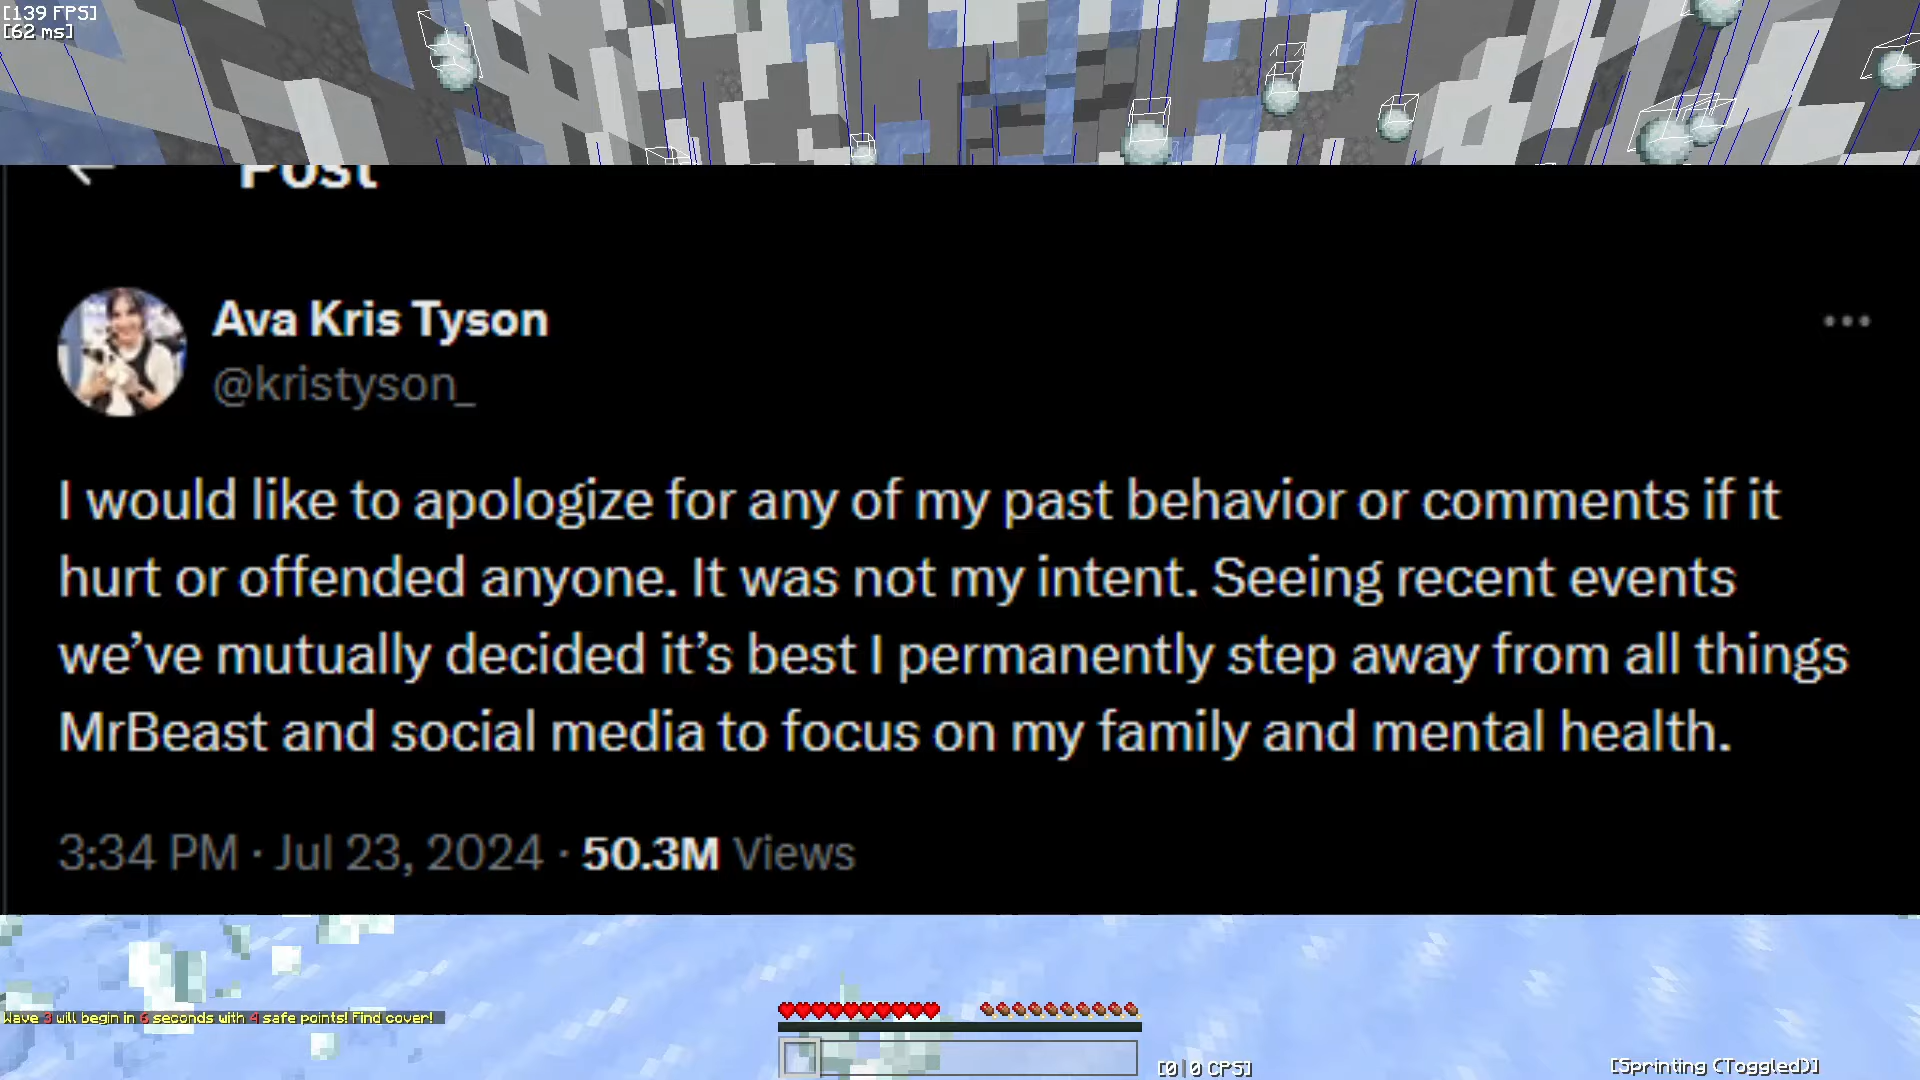 [139 FPS]
[62 ms]
Post
Ava Kris Tyson
@kristyson_
I would like to apologize for any of my past behavior or comments if it
hurt or offended anyone. It was not my intent. Seeing recent events
we’ve mutually decided it’s best I permanently step away from all things
MrBeast and social media to focus on my family and mental health.
3:34 PM · Jul 23, 2024 · 50.3M Views
Wave 3 will begin in 6 seconds with 4 safe points! Find cover!
[0 | 0 CPS]
[Sprinting (Toggled)]